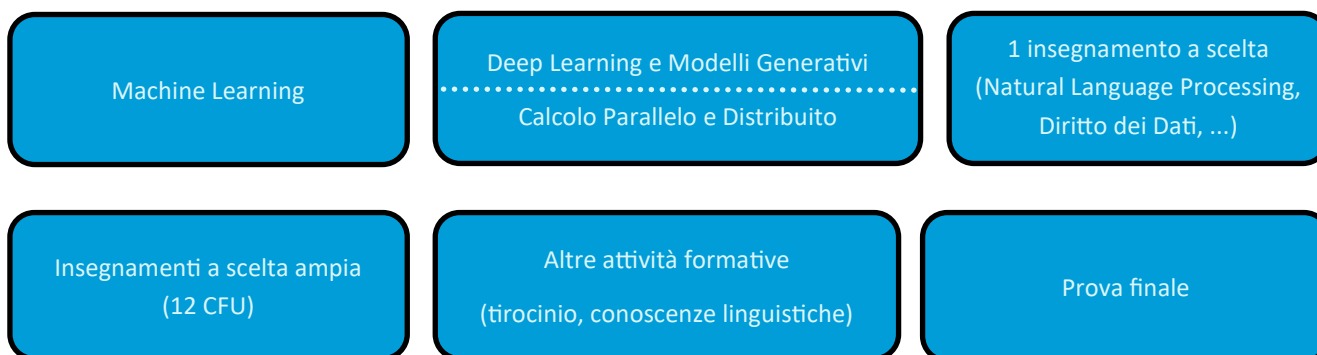 Machine Learning
Deep Learning e Modelli Generativi
Calcolo Parallelo e Distribuito
1 insegnamento a scelta
(Natural Language Processing,
Diritto dei Dati, ...)
Insegnamenti a scelta ampia
(12 CFU)
Altre attività formative
(tirocinio, conoscenze linguistiche)
Prova finale